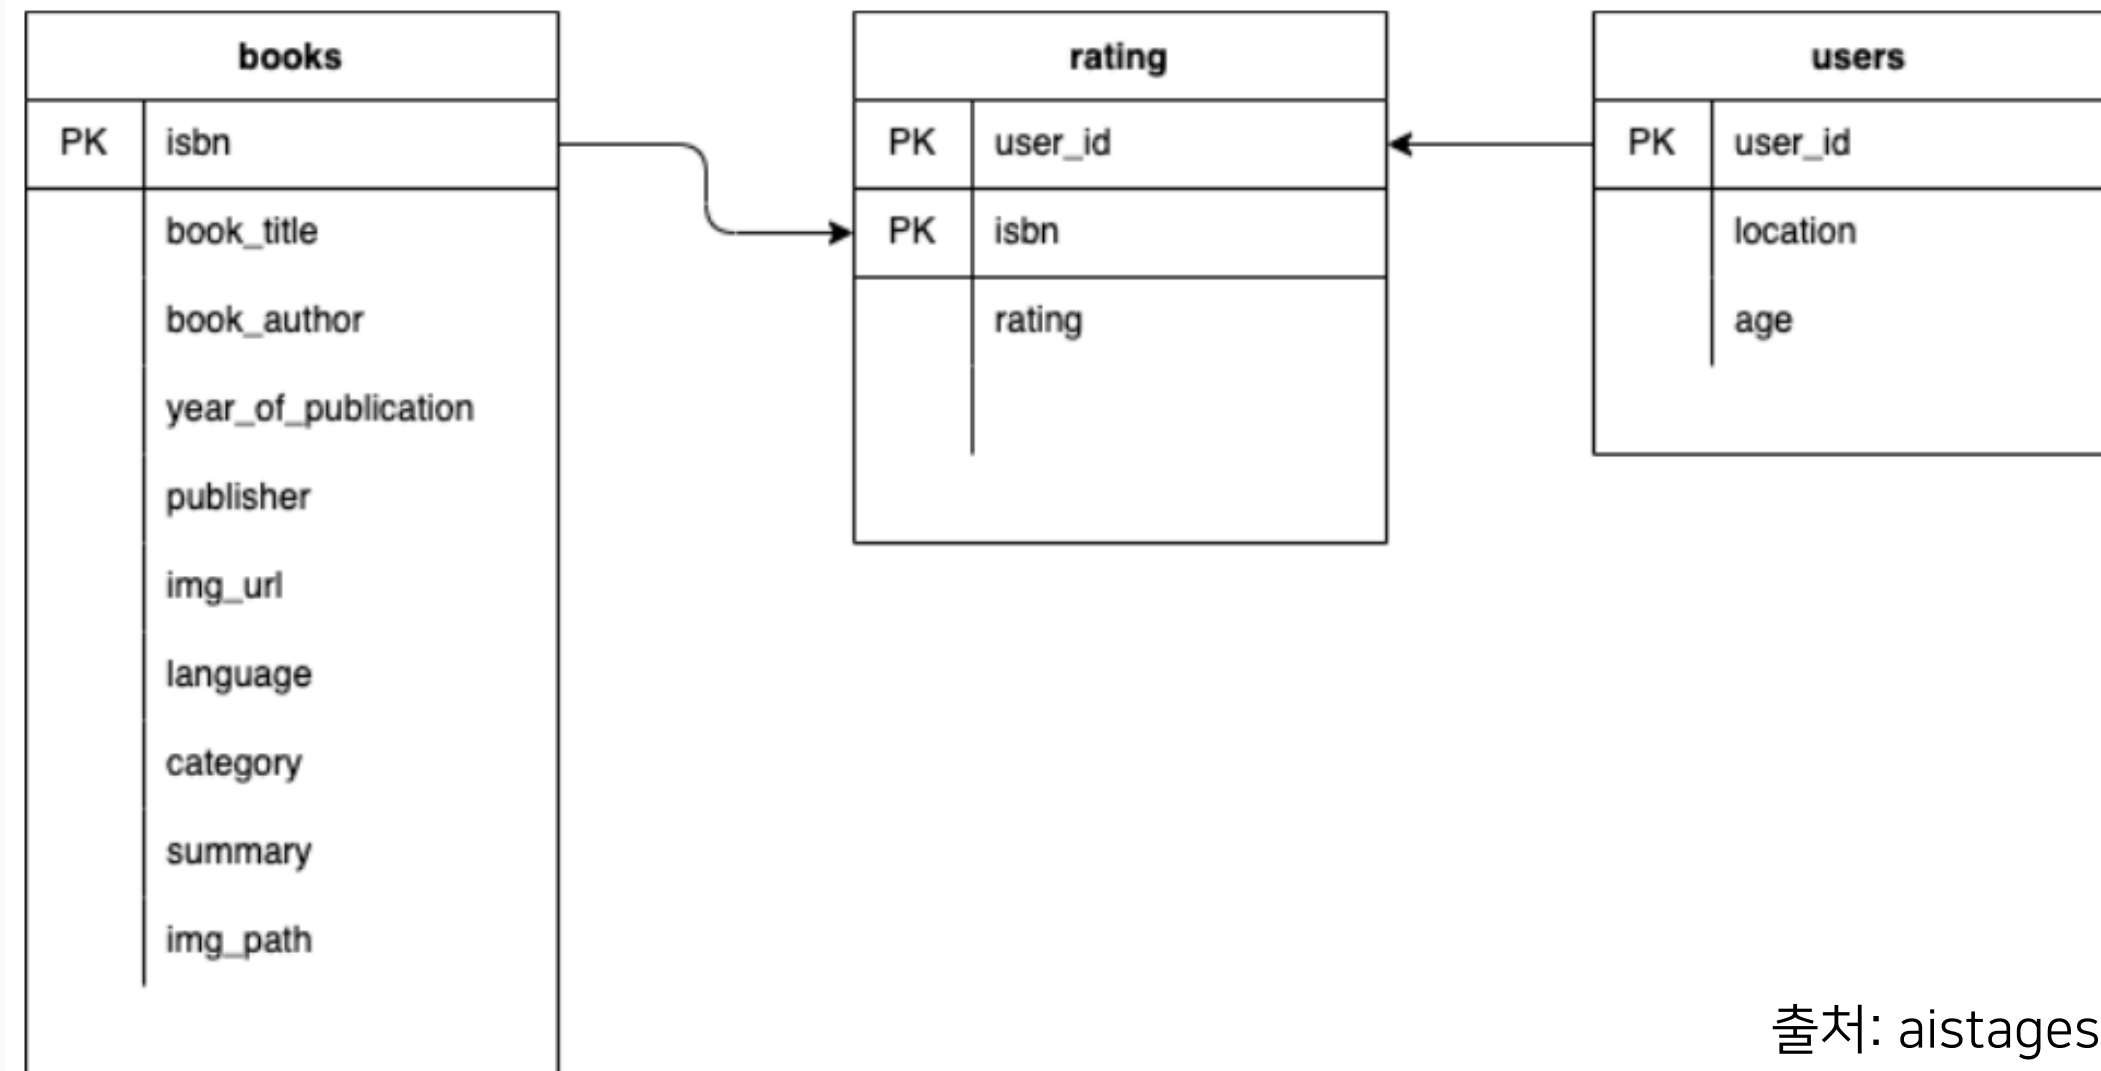 books
PK isbn
book_title
book_author
year_of_publication
publisher
img_url
language
category
summary
img_path
rating
PK user_id
PK isbn
rating
users
PK user_id
location
age
출처: aistages